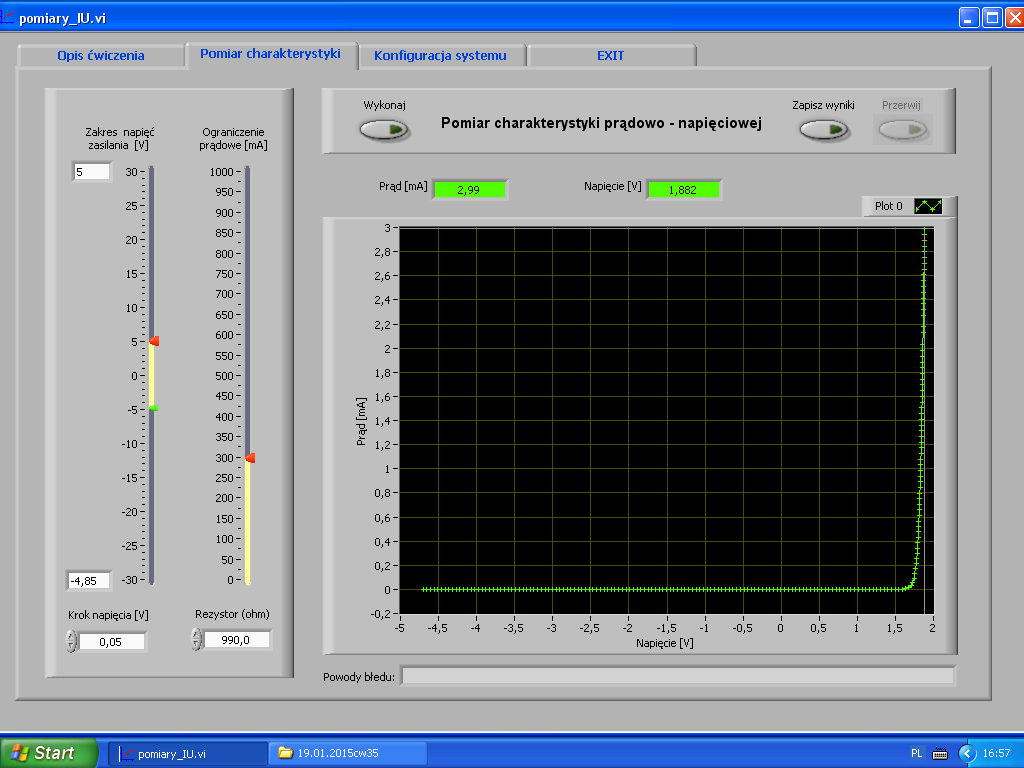 pomiary_IU.vi
Opis ćwiczenia
Pomiar charakterystyki
Konfiguracja systemu
EXIT
Zakres napięć
zasilania [V]
5
30
25
20
15
10
5
0
-5
-10
-15
-20
-25
-30
-4,85
Krok napięcia [V]
0,05
Ograniczenie
prądowe [mA]
1000
950
900
850
800
750
700
650
600
550
500
450
400
350
300
250
200
150
100
50
0
Rezystor (ohm)
990,0
Wykonaj
Pomiar charakterystyki prądowo - napięciowej
Zapisz wyniki
Przerwij
Prąd [mA]
2,99
Napięcie [V]
1,882
Plot 0
Prąd [mA]
3
2,8
2,6
2,4
2,2
2
1,8
1,6
1,4
1,2
1
0,8
0,6
0,4
0,2
0
-0,2
-5
-4,5
-4
-3,5
-3
-2,5
-2
-1,5
-1
-0,5
0
0,5
1
1,5
2
Napięcie [V]
Powody błedu:
Start
pomiary_IU.vi
19.01.2015cw35
PL
16:57